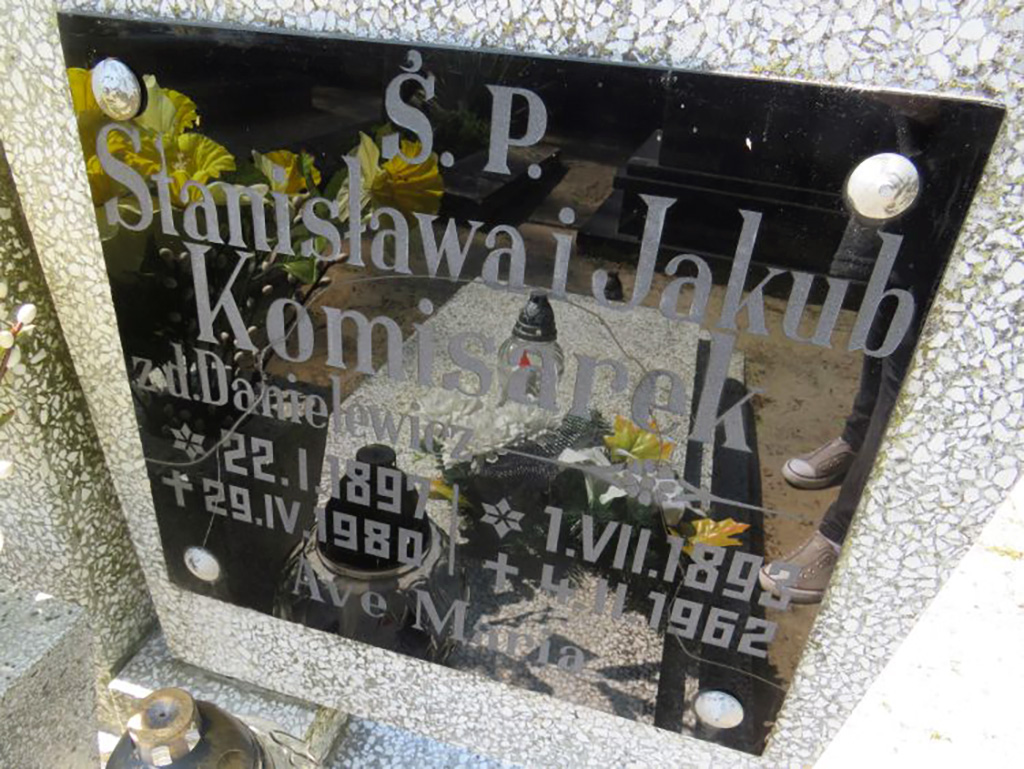 Ś. P.
Stanisława i Jakub
Komisarek
z d. Danielewicz
22.I.1897 1.VII.1893
29.IV.1980 4.II.1962
Ave Maria